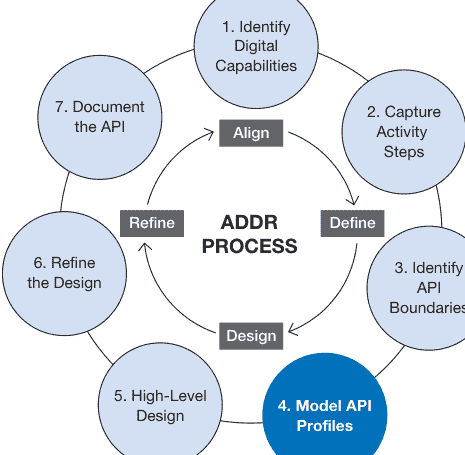 1. Identify
Digital
Capabilities
2. Capture
Activity
Steps
3. Identify
API
Boundaries
4. Model API
Profiles
5. High-Level
Design
6. Refine
the Design
7. Document
the API
Align
Define
Design
Refine
ADDR
PROCESS